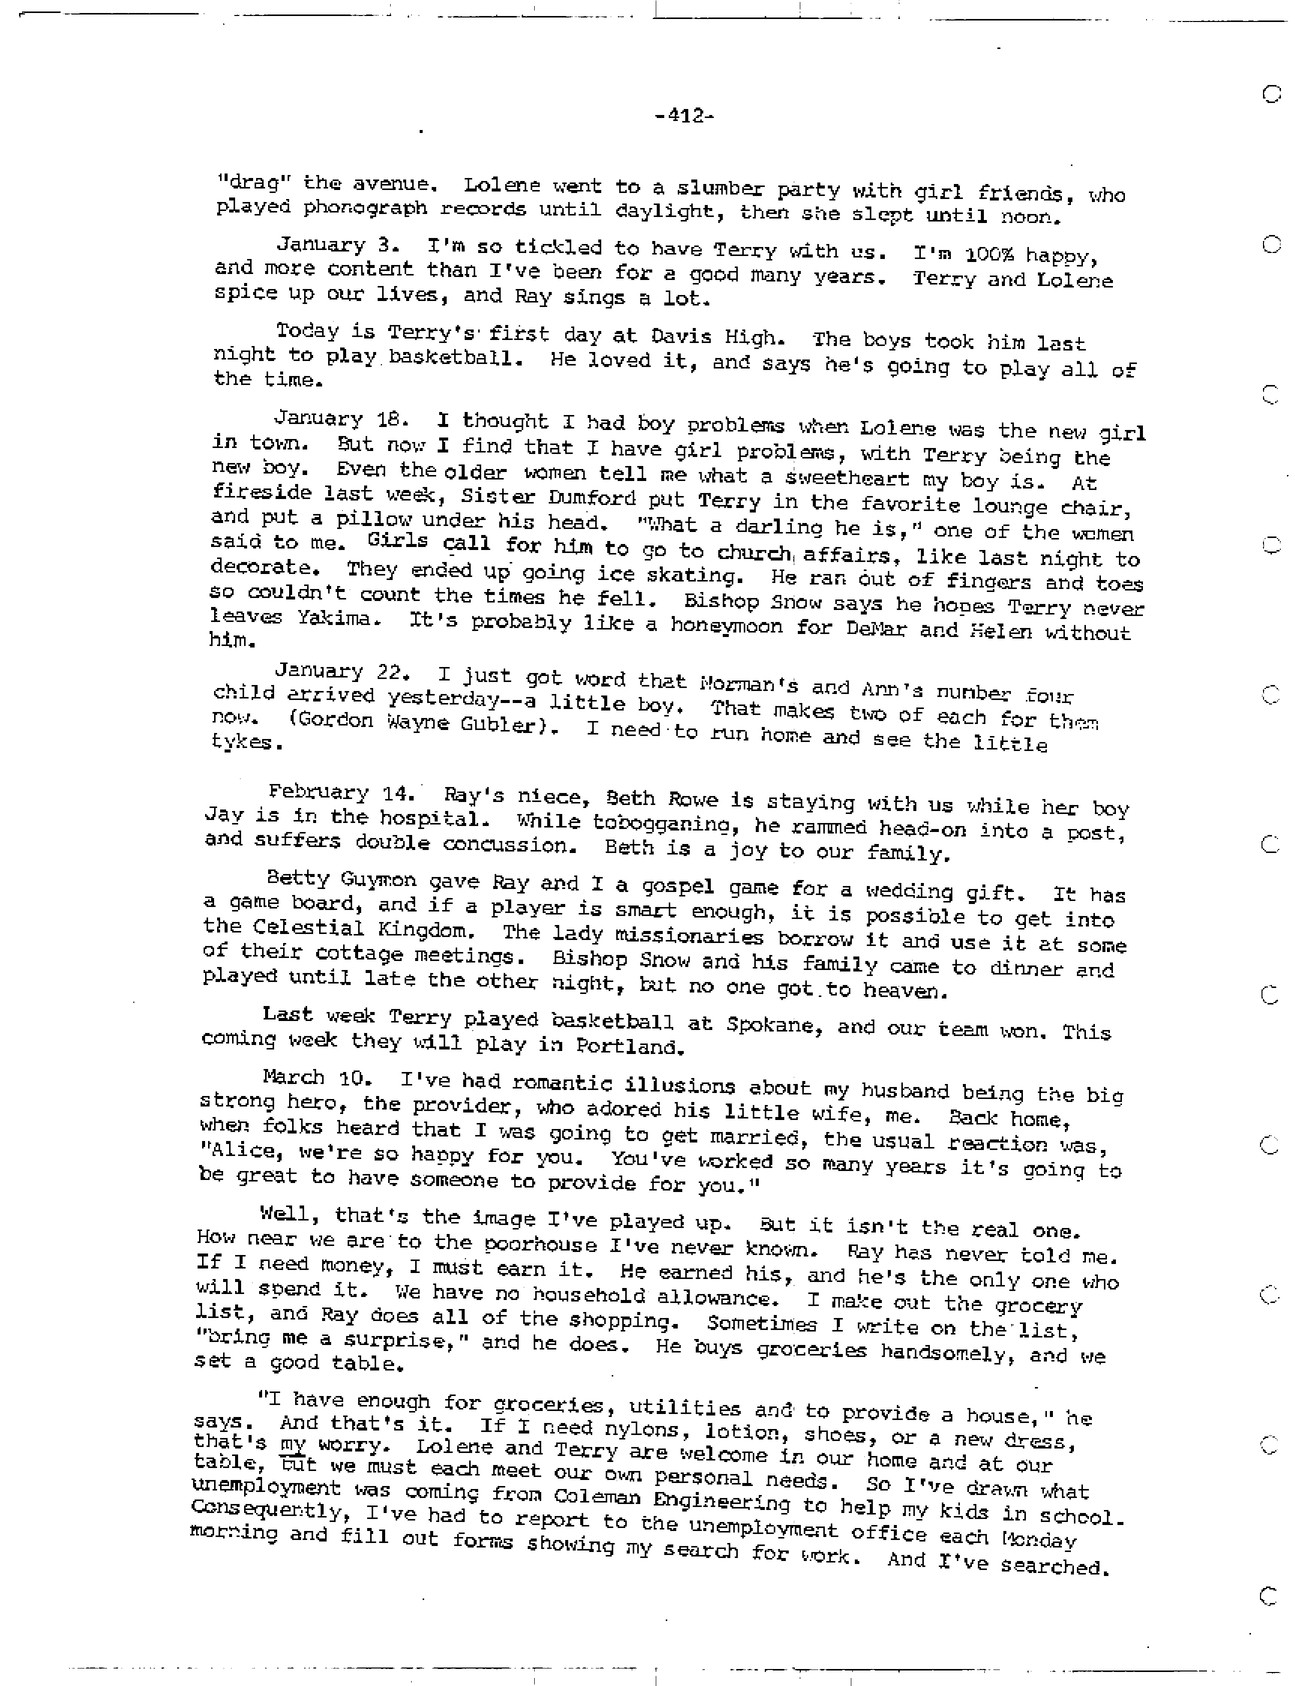 -412-
"drag" the avenue. Lolene went to a slumber party with girl friends, who
played phonograph records until daylight, then she slept until noon.
January 3. I'm so tickled to have Terry with us. I'm 100% happy,
and more content than I've been for a good many years. Terry and Lolene
spice up our lives, and Ray sings a lot.
Today is Terry's first day at Davis High. The boys took him last
night to play basketball. He loved it, and says he's going to play all of
the time.
January 18. I thought I had boy problems when Lolene was the new girl
in town. But now I find that I have girl problems, with Terry being the
new boy. Even the older women tell me what a sweetheart my boy is. At
fireside last week, Sister Dumford put Terry in the favorite lounge chair,
and put a pillow under his head. "What a darling he is," one of the women
said to me. Girls call for him to go to church affairs, like last night to
decorate. They ended up going ice skating. He ran out of fingers and toes
so couldn't count the times he fell. Bishop Snow says he hopes Terry never
leaves Yakima. It's probably like a honeymoon for DeMar and Helen without
him.
January 22. I just got word that Norman's and Ann's number four
child arrived yesterday--a little boy. That makes two of each for them
now. (Gordon Wayne Gubler). I need to run home and see the little
tykes.
February 14. Ray's niece, Beth Rowe is staying with us while her boy
Jay is in the hospital. While tobogganing, he rammed head-on into a post,
and suffers double concussion. Beth is a joy to our family.
Betty Guymon gave Ray and I a gospel game for a wedding gift. It has
a game board, and if a player is smart enough, it is possible to get into
the Celestial Kingdom. The lady missionaries borrow it and use it at some
of their cottage meetings. Bishop Snow and his family came to dinner and
played until late the other night, but no one got to heaven.
Last week Terry played basketball at Spokane, and our team won. This
coming week they will play in Portland.
March 10. I've had romantic illusions about my husband being the big
strong hero, the provider, who adored his little wife, me. Back home,
when folks heard that I was going to get married, the usual reaction was,
"Alice, we're so happy for you. You've worked so many years it's going to
be great to have someone to provide for you."
Well, that's the image I've played up. But it isn't the real one.
How near we are to the poorhouse I've never known. Ray has never told me.
If I need money, I must earn it. He earned his, and he's the only one who
will spend it. We have no household allowance. I make out the grocery
list, and Ray does all of the shopping. Sometimes I write on the list,
"bring me a surprise," and he does. He buys groceries handsomely, and we
set a good table.
"I have enough for groceries, utilities and to provide a house," he
says. And that's it. If I need nylons, lotion, shoes, or a new dress,
that's my worry. Lolene and Terry are welcome in our home and at our
table, but we must each meet our own personal needs. So I've drawn what
unemployment was coming from Coleman Engineering to help my kids in school.
Consequently, I've had to report to the unemployment office each Monday
morning and fill out forms showing my search for work. And I've searched.